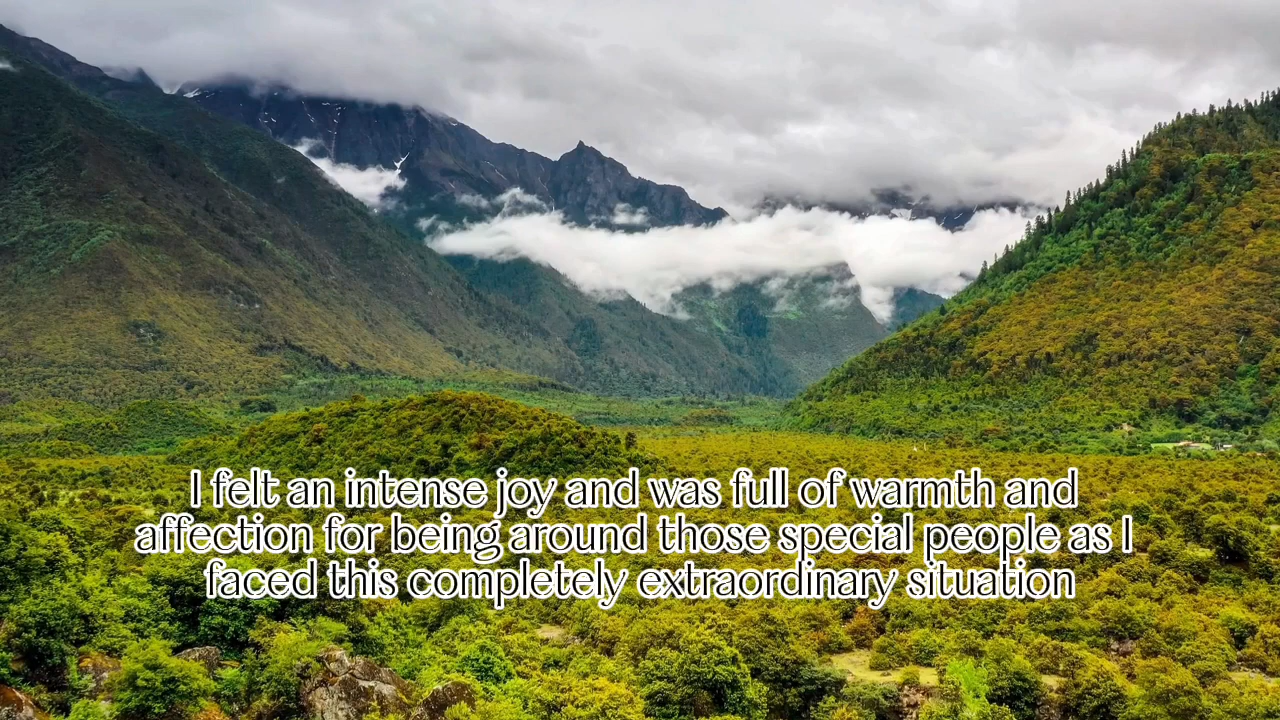 I felt an intense joy and was full of warmth and
affection for being around those special people as I
faced this completely extraordinary situation